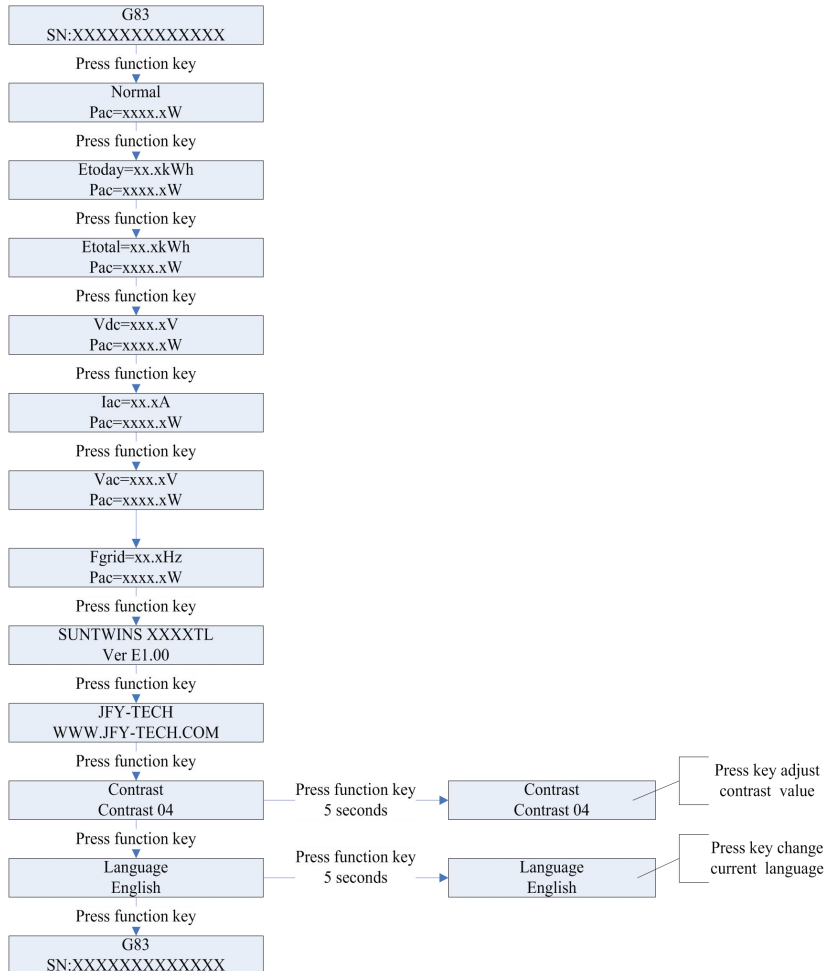 G83
SN:XXXXXXXXXXXXX
Press function key
Normal
Pac=xxxx.xW
Press function key
Etoday=xx.xkWh
Pac=xxxx.xW
Press function key
Etotal=xx.xkWh
Pac=xxxx.xW
Press function key
Vdc=xxx.xV
Pac=xxxx.xW
Press function key
Iac=xx.xA
Pac=xxxx.xW
Press function key
Vac=xxx.xV
Pac=xxxx.xW
Fgrid=xx.xHz
Pac=xxxx.xW
Press function key
SUNTWINS XXXXTL
Ver E1.00
Press function key
JFY-TECH
WWW.JFY-TECH.COM
Press function key
Contrast
Contrast 04
Press function key
5 seconds
Contrast
Contrast 04
Press key adjust
contrast value
Press function key
Language
English
Press function key
5 seconds
Language
English
Press key change
current language
Press function key
G83
SN:XXXXXXXXXXXXX